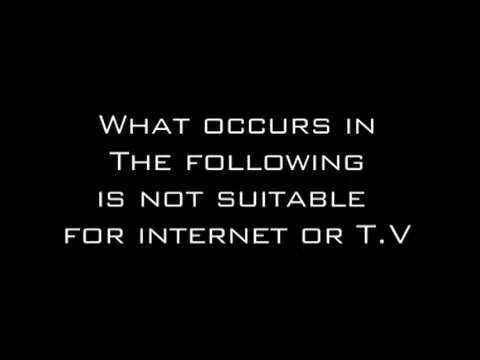 What occurs in
The following
is not suitable
for internet or T.V